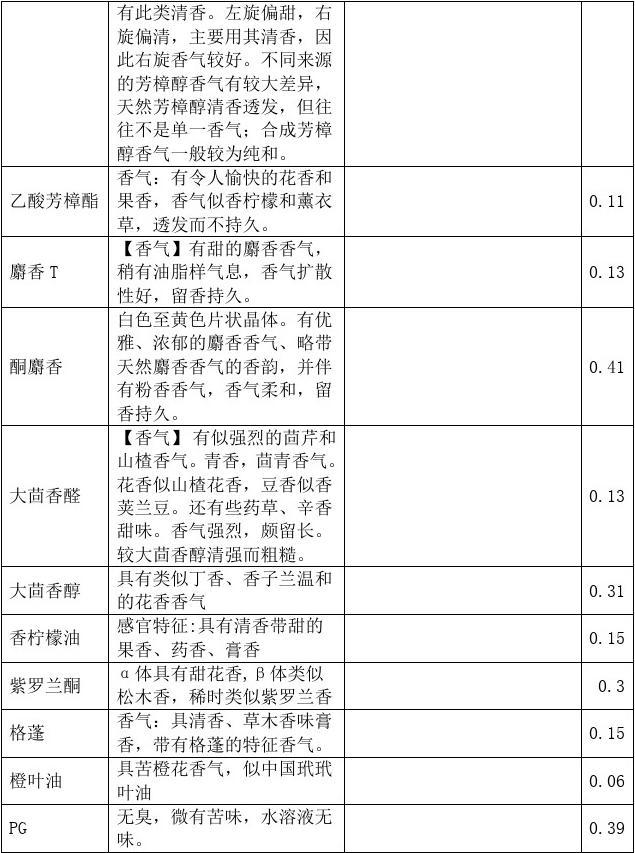 有此类清香。左旋偏甜，右
旋偏清，主要用其清香，因
此右旋香气较好。不同来源
的芳樟醇香气有较大差异，
天然芳樟醇清香透发，但往
往不是单一香气；合成芳樟
醇香气一般较为纯和。
乙酸芳樟酯
香气：有令人愉快的花香和
果香，香气似香柠檬和薰衣
草，透发而不持久。
0.11
麝香 T
【香气】有甜的麝香香气，
稍有油脂样气息，香气扩散
性好，留香持久。
0.13
酮麝香
白色至黄色片状晶体。有优
雅、浓郁的麝香香气、略带
天然麝香香气的香韵，并伴
有粉香香气，香气柔和，留
香持久。
0.41
大茴香醛
【香气】 有似强烈的茴芹和
山楂香气。青香，茴青香气。
花香似山楂花香，豆香似香
荚兰豆。还有些药草、辛香
甜味。香气强烈，颇留长。
较大茴香醇清强而粗糙。
0.13
大茴香醇
具有类似丁香、香子兰温和
的花香香气
0.31
香柠檬油
感官特征:具有清香带甜的
果香、药香、膏香
0.15
紫罗兰酮
α体具有甜花香,β体类似
松木香，稀时类似紫罗兰香
0.3
格蓬
香气：具清香、草木香味膏
香，带有格蓬的特征香气。
0.15
橙叶油
具苦橙花香气，似中国玳玳
叶油
0.06
PG
无臭，微有苦味，水溶液无
味。
0.39